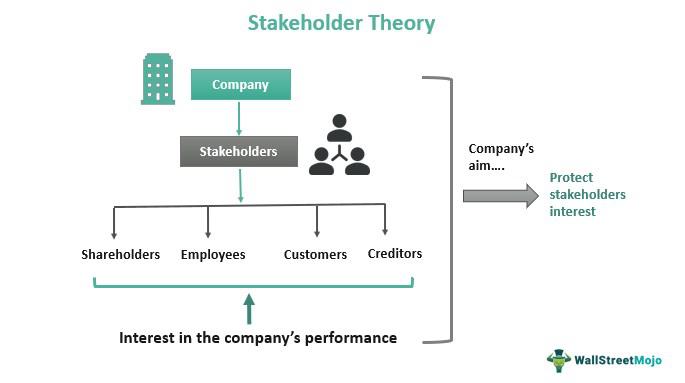 Stakeholder Theory
Company
Stakeholders
Shareholders
Employees
Customers
Creditors
Interest in the company's performance
Company's
aim....
Protect
stakeholders
interest
WallStreetMojo